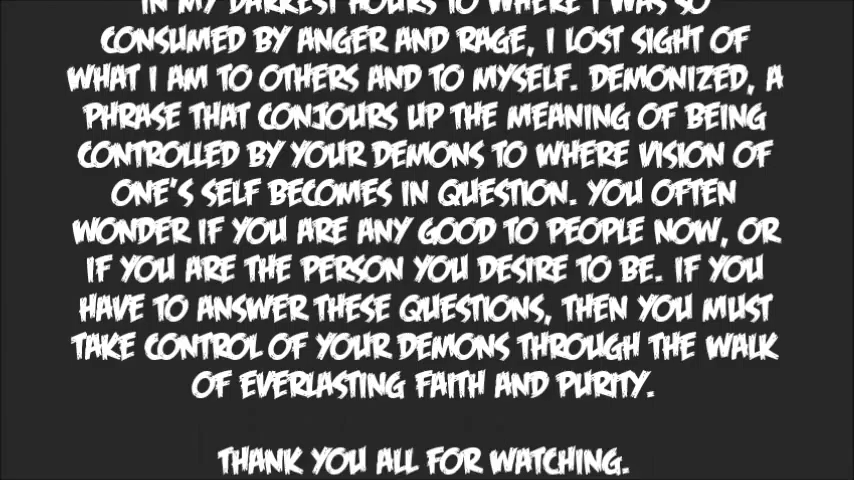 IN MY DARKEST HOURS TO WHERE I WAS SO
CONSUMED BY ANGER AND RAGE, I LOST SIGHT OF
WHAT I AM TO OTHERS AND TO MYSELF. DEMONIZED, A
PHRASE THAT CONJOURS UP THE MEANING OF BEING
CONTROLLED BY YOUR DEMONS TO WHERE VISION OF
ONE'S SELF BECOMES IN QUESTION. YOU OFTEN
WONDER IF YOU ARE ANY GOOD TO PEOPLE NOW, OR
IF YOU ARE THE PERSON YOU DESIRE TO BE. IF YOU
HAVE TO ANSWER THESE QUESTIONS, THEN YOU MUST
TAKE CONTROL OF YOUR DEMONS THROUGH THE WALK
OF EVERLASTING FAITH AND PURITY.
THANK YOU ALL FOR WATCHING.